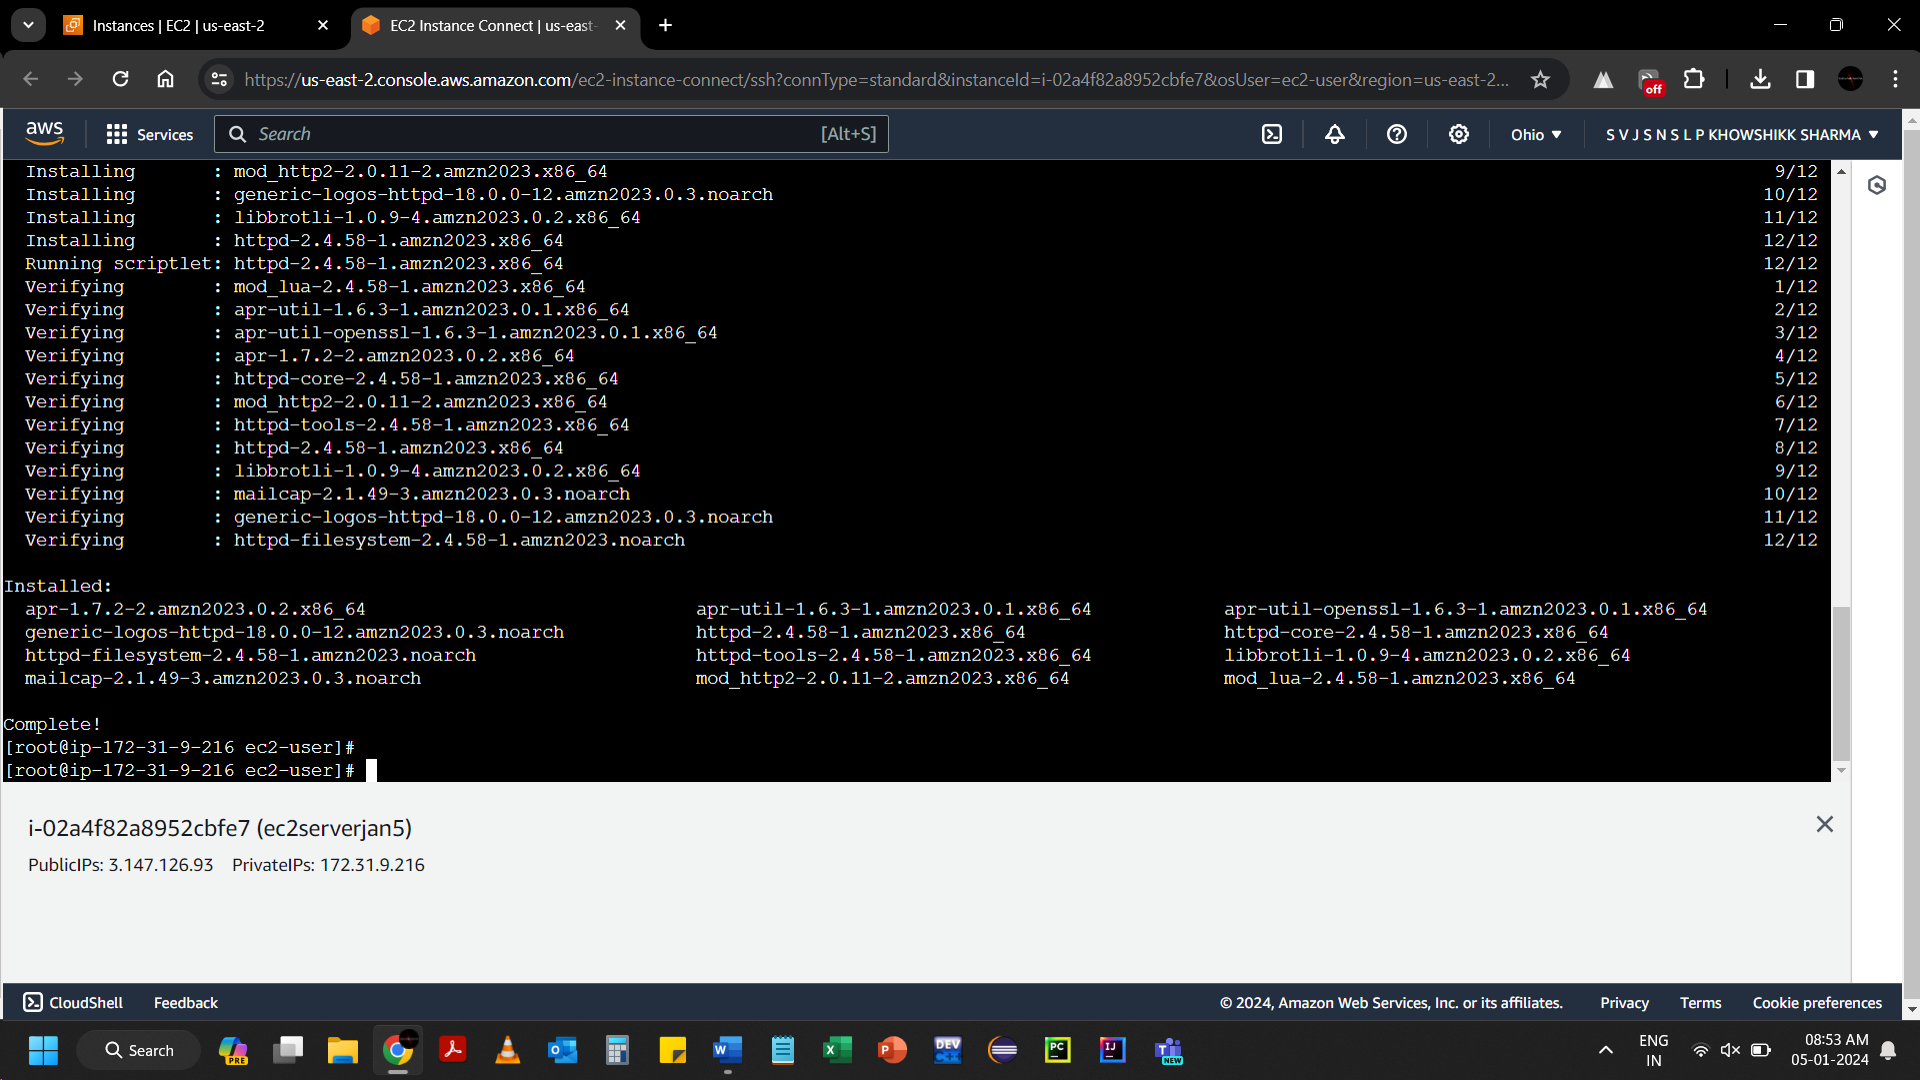 Instances | EC2 | us-east-2
EC2 Instance Connect | us-east-
https://us-east-2.console.aws.amazon.com/ec2-instance-connect/ssh?connType=standard&instanceId=i-02a4f82a8952cbfe7&osUser=ec2-user&region=us-east-2...
off
aws
Services
Search
[Alt+S]
Ohio
S V J S N S L P KHOWSHIKK SHARMA
Installing : mod_http2-2.0.11-2.amzn2023.x86_64 9/12
Installing : generic-logos-httpd-18.0.0-12.amzn2023.0.3.noarch 10/12
Installing : libbrotli-1.0.9-4.amzn2023.0.2.x86_64 11/12
Installing : httpd-2.4.58-1.amzn2023.x86_64 12/12
Running scriptlet: httpd-2.4.58-1.amzn2023.x86_64 12/12
Verifying : mod_lua-2.4.58-1.amzn2023.x86_64 1/12
Verifying : apr-util-1.6.3-1.amzn2023.0.1.x86_64 2/12
Verifying : apr-util-openssl-1.6.3-1.amzn2023.0.1.x86_64 3/12
Verifying : apr-1.7.2-2.amzn2023.0.2.x86_64 4/12
Verifying : httpd-core-2.4.58-1.amzn2023.x86_64 5/12
Verifying : mod_http2-2.0.11-2.amzn2023.x86_64 6/12
Verifying : httpd-tools-2.4.58-1.amzn2023.x86_64 7/12
Verifying : httpd-2.4.58-1.amzn2023.x86_64 8/12
Verifying : libbrotli-1.0.9-4.amzn2023.0.2.x86_64 9/12
Verifying : mailcap-2.1.49-3.amzn2023.0.3.noarch 10/12
Verifying : generic-logos-httpd-18.0.0-12.amzn2023.0.3.noarch 11/12
Verifying : httpd-filesystem-2.4.58-1.amzn2023.noarch 12/12
Installed:
apr-1.7.2-2.amzn2023.0.2.x86_64 apr-util-1.6.3-1.amzn2023.0.1.x86_64 apr-util-openssl-1.6.3-1.amzn2023.0.1.x86_64
generic-logos-httpd-18.0.0-12.amzn2023.0.3.noarch httpd-2.4.58-1.amzn2023.x86_64 httpd-core-2.4.58-1.amzn2023.x86_64
httpd-filesystem-2.4.58-1.amzn2023.noarch httpd-tools-2.4.58-1.amzn2023.x86_64 libbrotli-1.0.9-4.amzn2023.0.2.x86_64
mailcap-2.1.49-3.amzn2023.0.3.noarch mod_http2-2.0.11-2.amzn2023.x86_64 mod_lua-2.4.58-1.amzn2023.x86_64
Complete!
[root@ip-172-31-9-216 ec2-user]#
[root@ip-172-31-9-216 ec2-user]#
i-02a4f82a8952cbfe7 (ec2serverjan5)
PublicIPs: 3.147.126.93 PrivateIPs: 172.31.9.216
CloudShell
Feedback
© 2024, Amazon Web Services, Inc. or its affiliates.
Privacy
Terms
Cookie preferences
Search
PRE
DEV
PC
IJ
NEW
ENG
IN
08:53 AM
05-01-2024